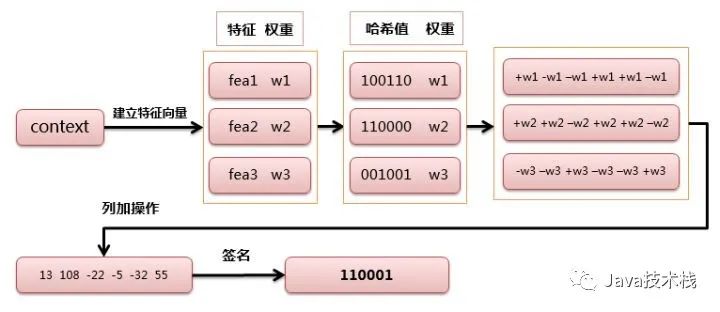 特征 权重
哈希值 权重
context
建立特征向量
fea1 w1
fea2 w2
fea3 w3
100110 w1
110000 w2
001001 w3
+w1 -w1 –w1 +w1 +w1 –w1
+w2 +w2 –w2 +w2 +w2 –w2
-w3 –w3 +w3 –w3 –w3 +w3
列加操作
13 108 -22 -5 -32 55
签名
110001
Java技术栈